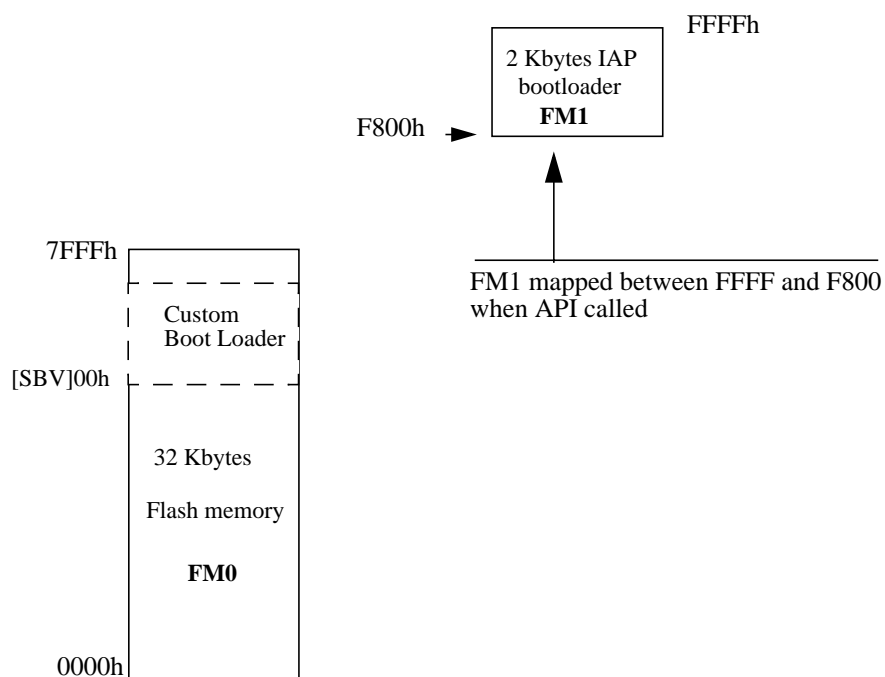 FFFFh
2 Kbytes IAP
bootloader
FM1
F800h
7FFFh
FM1 mapped between FFFF and F800
when API called
Custom
Boot Loader
[SBV]00h
32 Kbytes
Flash memory
FM0
0000h